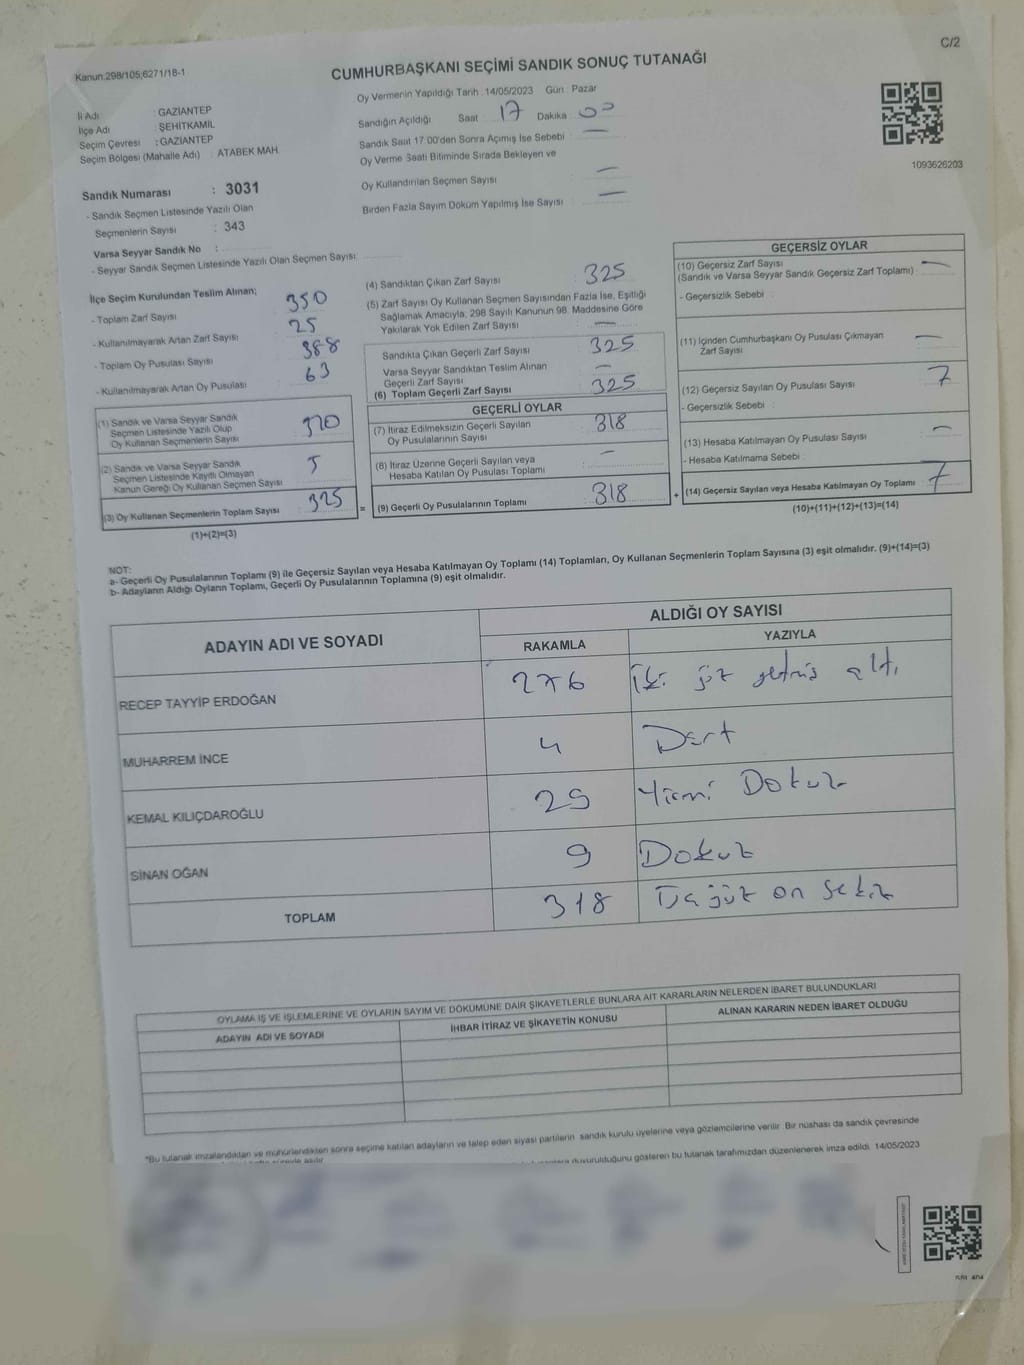 C/2
Kanun:298/105;6271/18-1
CUMHURBAŞKANI SEÇİMİ SANDIK SONUÇ TUTANAĞI
İl Adı : GAZİANTEP
İlçe Adı : ŞEHİTKAMİL
Seçim Çevresi : GAZİANTEP
Seçim Bölgesi (Mahalle Adı) : ATABEK MAH.
Sandık Numarası : 3031
- Sandık Seçmen Listesinde Yazılı Olan
Seçmenlerin Sayısı : 343
Varsa Seyyar Sandık No :
- Seyyar Sandık Seçmen Listesinde Yazılı Olan Seçmen Sayısı:
Oy Vermenin Yapıldığı Tarih : 14/05/2023 Gün : Pazar
Sandığın Açıldığı Saat 17 Dakika : 00
Sandık Saat 17:00'den Sonra Açımış İse Sebebi : —
Oy Verme Saati Bitiminde Sırada Bekleyen ve
Oy Kullandırılan Seçmen Sayısı : —
Birden Fazla Sayım Döküm Yapılmış İse Sayısı : —
1093626203
İlçe Seçim Kurulundan Teslim Alınan;
- Toplam Zarf Sayısı 350
- Kullanılmayarak Artan Zarf Sayısı 25
- Toplam Oy Pusulası Sayısı 388
- Kullanılmayarak Artan Oy Pusulası 63
(1) Sandık ve Varsa Seyyar Sandık
Seçmen Listesinde Yazılı Olup
Oy Kullanan Seçmenlerin Sayısı 320
(2) Sandık ve Varsa Seyyar Sandık
Seçmen Listesinde Kayıtlı Olmayan
Kanun Gereği Oy Kullanan Seçmen Sayısı 5
(3) Oy Kullanan Seçmenlerin Toplam Sayısı 325
(1)+(2)=(3)
(4) Sandıktan Çıkan Zarf Sayısı 325
(5) Zarf Sayısı Oy Kullanan Seçmen Sayısından Fazla İse, Eşitliği
Sağlamak Amacıyla, 298 Sayılı Kanunun 98. Maddesine Göre
Yakılarak Yok Edilen Zarf Sayısı —
Sandıkta Çıkan Geçerli Zarf Sayısı 325
Varsa Seyyar Sandıktan Teslim Alınan
Geçerli Zarf Sayısı —
(6) Toplam Geçerli Zarf Sayısı 325
GEÇERLİ OYLAR
(7) İtiraz Edilmeksizin Geçerli Sayılan
Oy Pusulalarının Sayısı 318
(8) İtiraz Üzerine Geçerli Sayılan veya
Hesaba Katılan Oy Pusulası Toplamı —
= (9) Geçerli Oy Pusulalarının Toplamı 318
GEÇERSİZ OYLAR
(10) Geçersiz Zarf Sayısı —
(Sandık ve Varsa Seyyar Sandık Geçersiz Zarf Toplamı)
- Geçersizlik Sebebi :
(11) İçinden Cumhurbaşkanı Oy Pusulası Çıkmayan
Zarf Sayısı —
(12) Geçersiz Sayılan Oy Pusulası Sayısı 7
- Geçersizlik Sebebi :
(13) Hesaba Katılmayan Oy Pusulası Sayısı —
- Hesaba Katılmama Sebebi :
+ (14) Geçersiz Sayılan veya Hesaba Katılmayan Oy Toplamı 7
(10)+(11)+(12)+(13)=(14)
NOT:
a- Geçerli Oy Pusulalarının Toplamı (9) ile Geçersiz Sayılan veya Hesaba Katılmayan Oy Toplamı (14) Toplamları, Oy Kullanan Seçmenlerin Toplam Sayısına (3) eşit olmalıdır. (9)+(14)=(3)
b- Adayların Aldığı Oyların Toplamı, Geçerli Oy Pusulalarının Toplamına (9) eşit olmalıdır.
ADAYIN ADI VE SOYADI ALDIĞI OY SAYISI
RAKAMLA YAZIYLA
RECEP TAYYİP ERDOĞAN 276 İki yüz yetmiş altı
MUHARREM İNCE 4 Dört
KEMAL KILIÇDAROĞLU 29 Yirmi Dokuz
SİNAN OĞAN 9 Dokuz
TOPLAM 318 Üçyüz on sekiz
OYLAMA İŞ VE İŞLEMLERİNE VE OYLARIN SAYIM VE DÖKÜMÜNE DAİR ŞİKAYETLERLE BUNLARA AİT KARARLARIN NELERDEN İBARET BULUNDUKLARI
ADAYIN ADI VE SOYADI İHBAR İTİRAZ VE ŞİKAYETİN KONUSU ALINAN KARARIN NEDEN İBARET OLDUĞU
"Bu tutanak imzalandıktan ve mühürlendikten sonra seçime katılan adayların ve talep eden siyasi partilerin sandık kurulu üyelerine veya gözlemcilerine verilir. Bir nüshası da sandık çevresinde
duyurulduğunu gösteren bu tutanak tarafımızdan düzenlenerek imza edildi. 14/05/2023